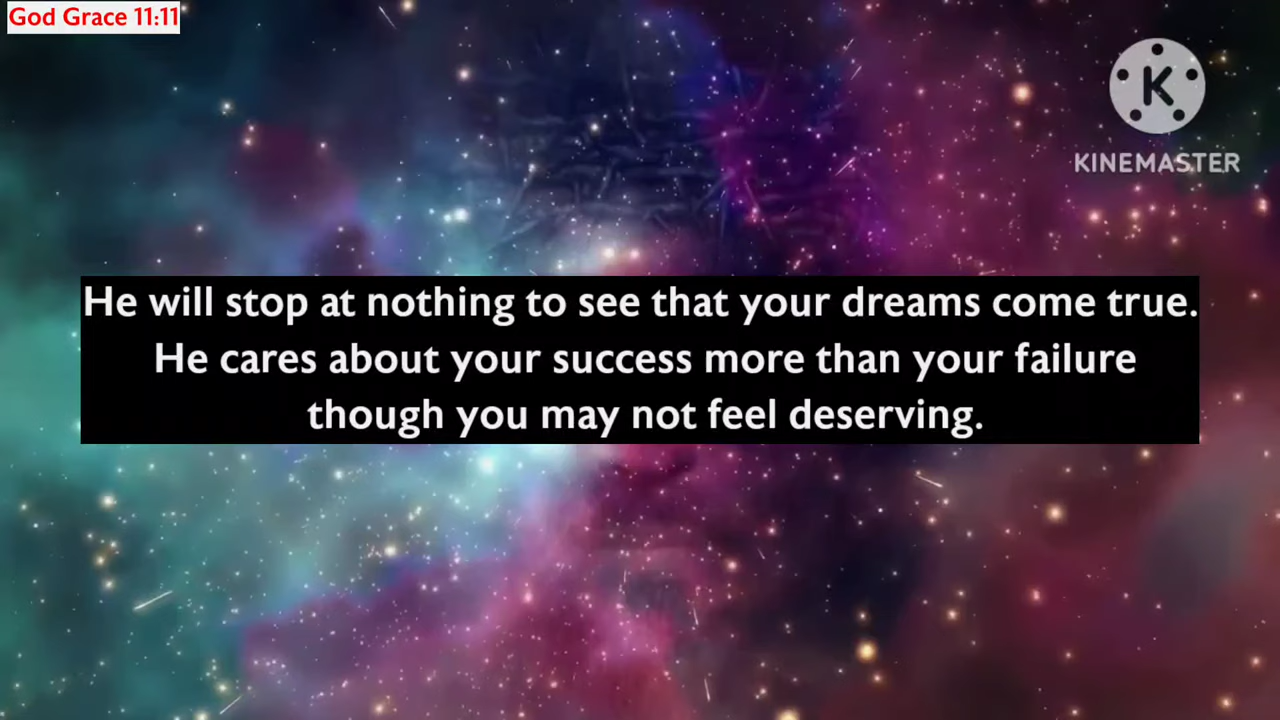 God Grace 11:11
K
KINEMASTER
He will stop at nothing to see that your dreams come true.
He cares about your success more than your failure
though you may not feel deserving.